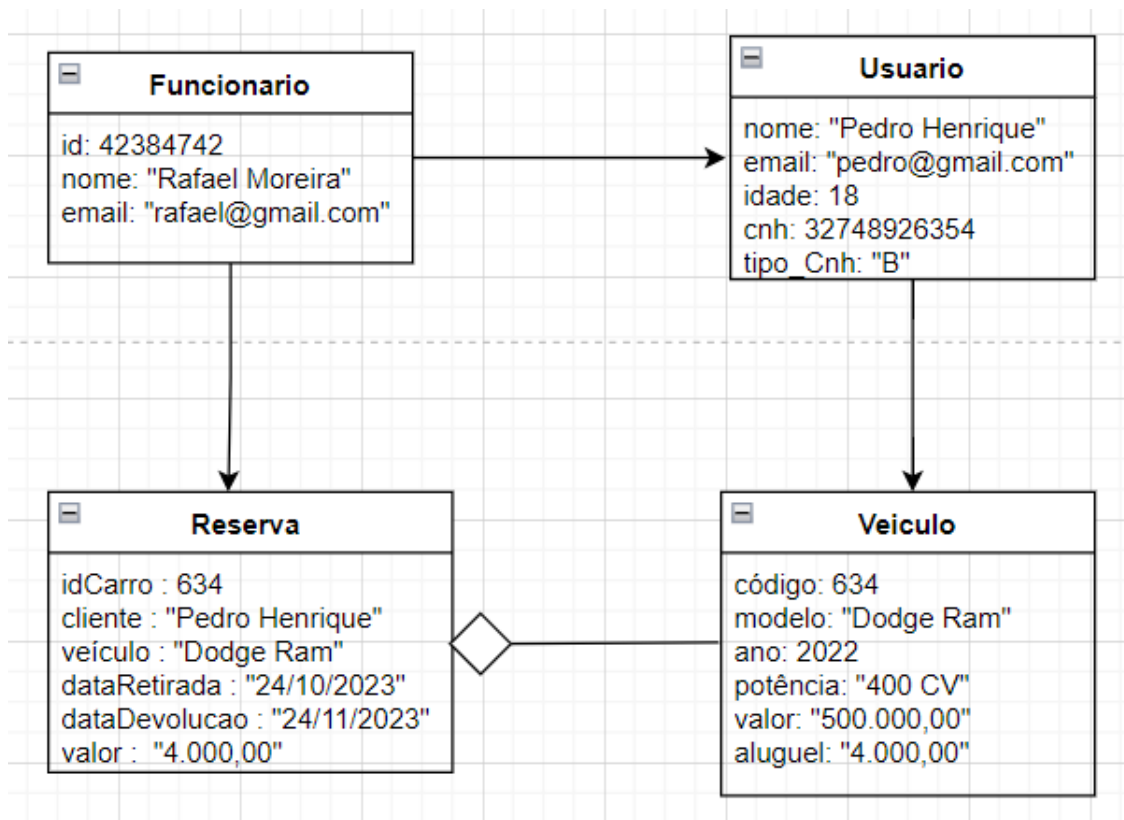 Funcionario
id: 42384742
nome: "Rafael Moreira"
email: "rafael@gmail.com"
Usuario
nome: "Pedro Henrique"
email: "pedro@gmail.com"
idade: 18
cnh: 32748926354
tipo_Cnh: "B"
Reserva
idCarro : 634
cliente : "Pedro Henrique"
veículo : "Dodge Ram"
dataRetirada : "24/10/2023"
dataDevolucao : "24/11/2023"
valor :  "4.000,00"
Veiculo
código: 634
modelo: "Dodge Ram"
ano: 2022
potência: "400 CV"
valor: "500.000,00"
aluguel: "4.000,00"